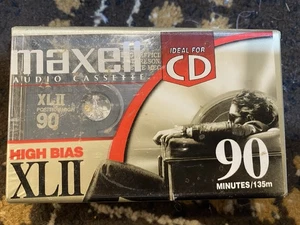 maxell
AUDIO CASSETTE
IDEAL FOR
CD
XLII
90
HIGH BIAS
XLII
90
MINUTES/135m